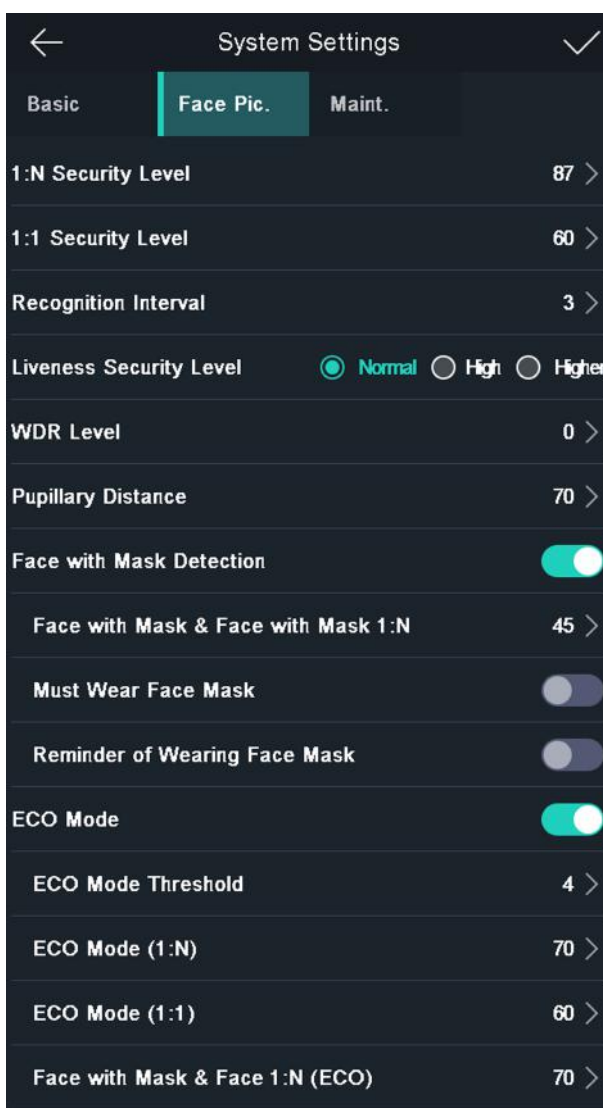 System Settings
Basic Face Pic. Maint.
1:N Security Level 87
1:1 Security Level 60
Recognition Interval 3
Liveness Security Level Normal High Higher
WDR Level 0
Pupillary Distance 70
Face with Mask Detection
Face with Mask & Face with Mask 1:N 45
Must Wear Face Mask
Reminder of Wearing Face Mask
ECO Mode
ECO Mode Threshold 4
ECO Mode (1:N) 70
ECO Mode (1:1) 60
Face with Mask & Face 1:N (ECO) 70